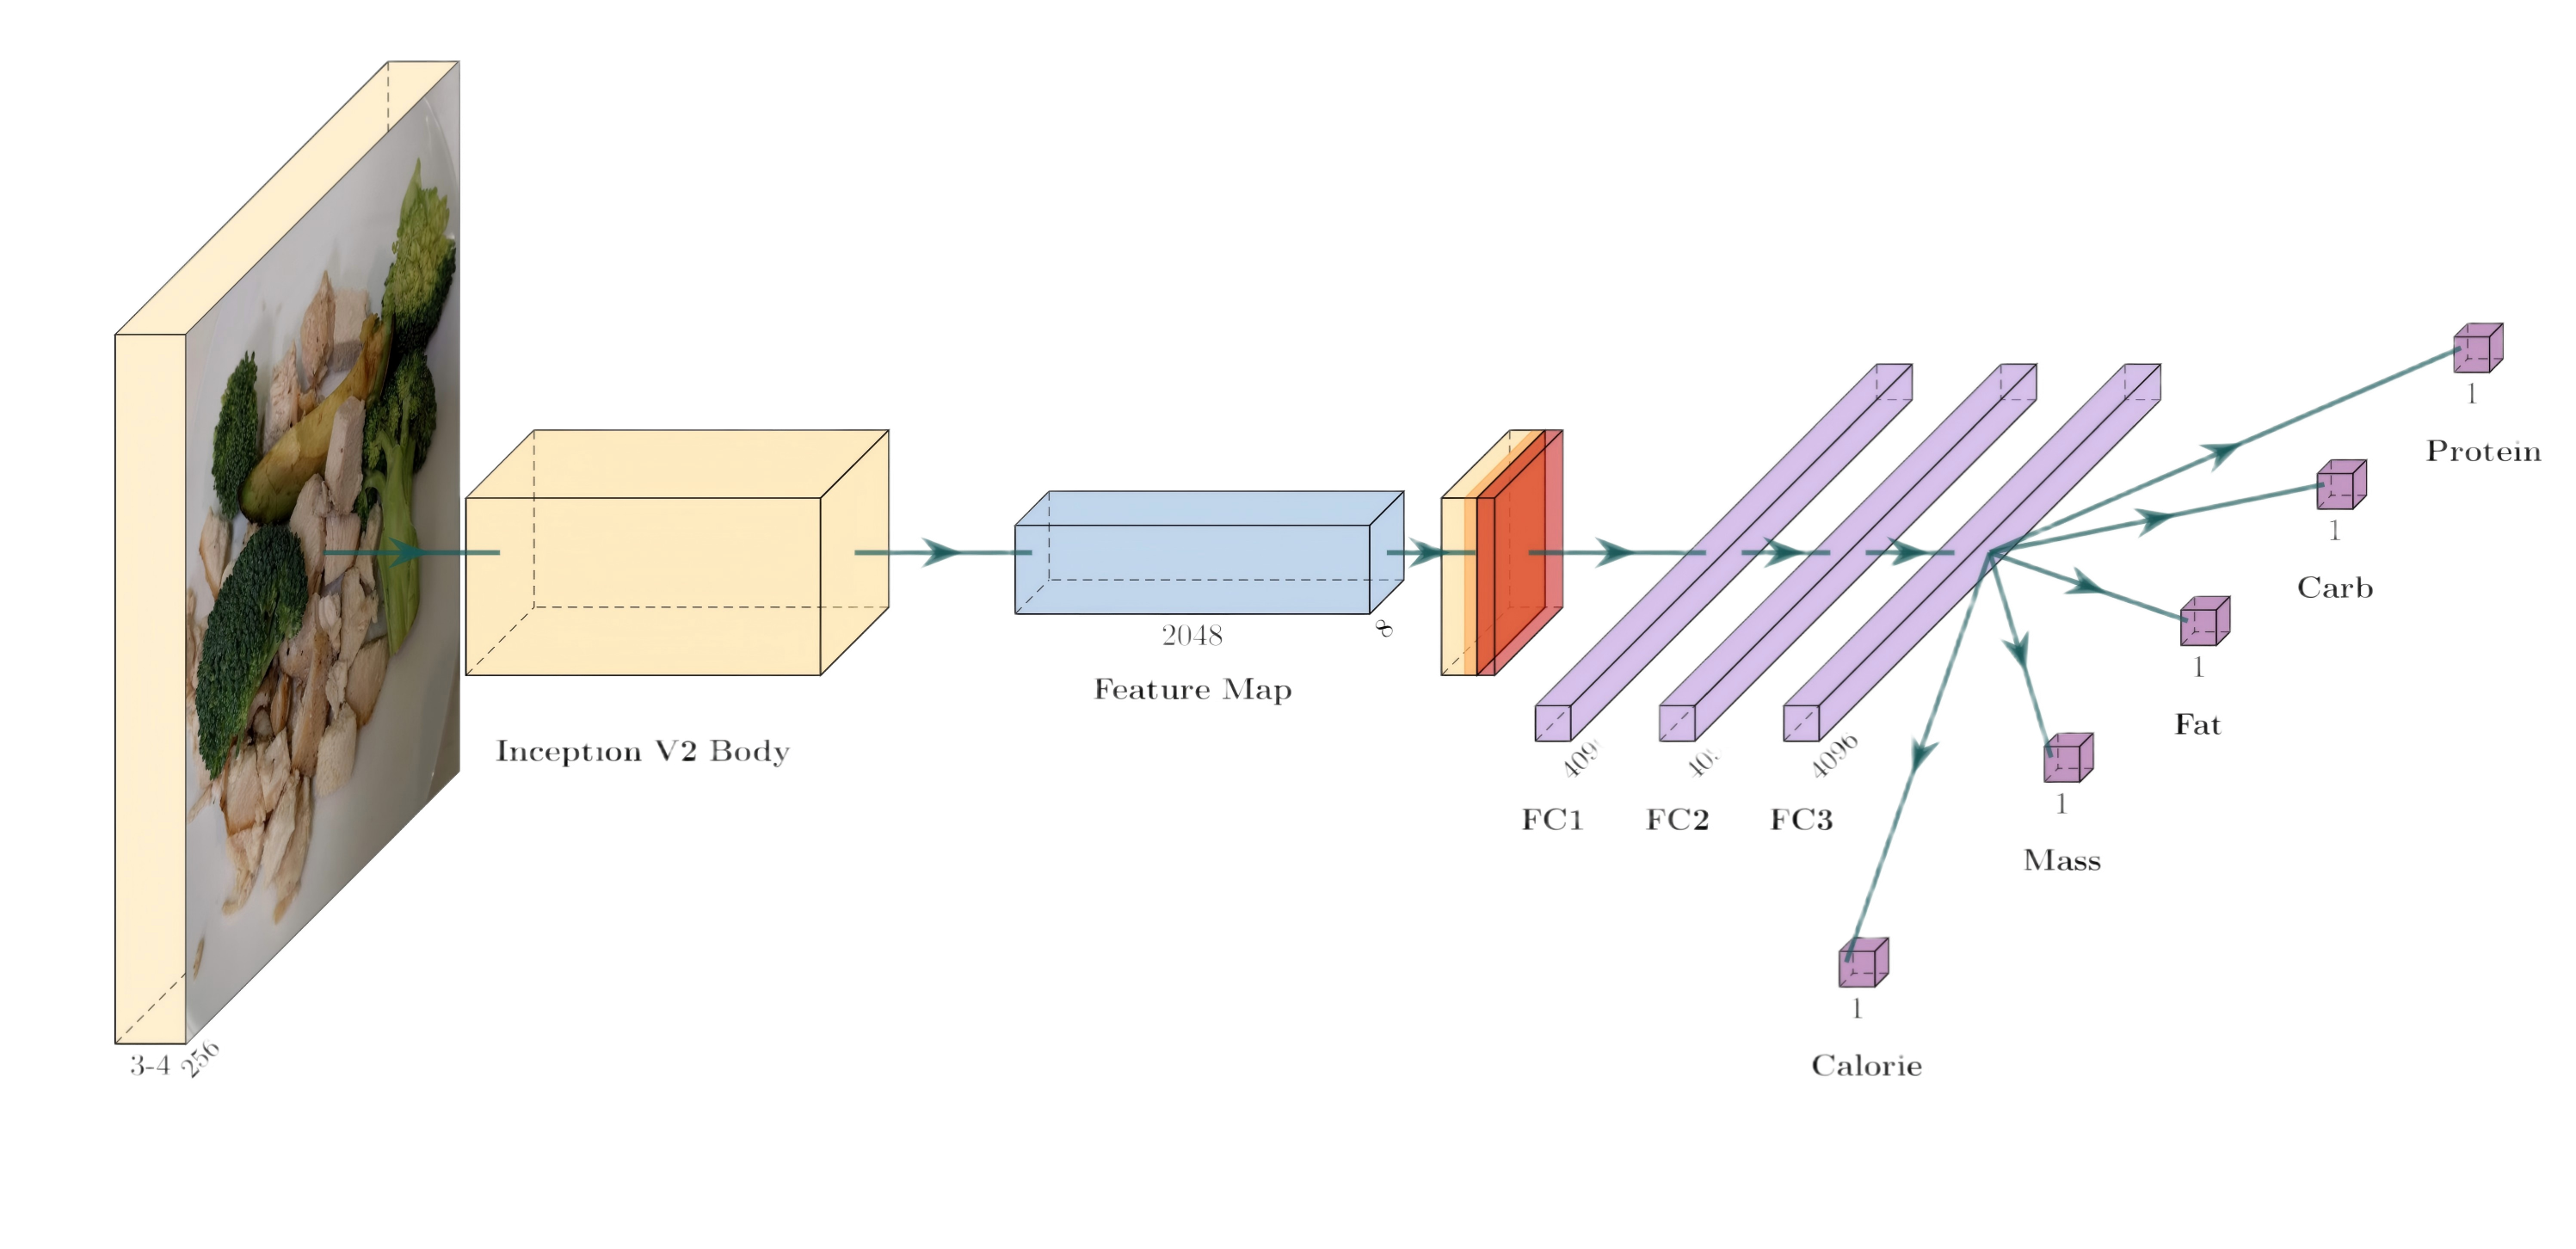 3-4
256
Inception V2 Body
2048
8
Feature Map
FC1
FC2
4096
FC3
1
Protein
1
Carb
1
Fat
1
Mass
1
Calorie